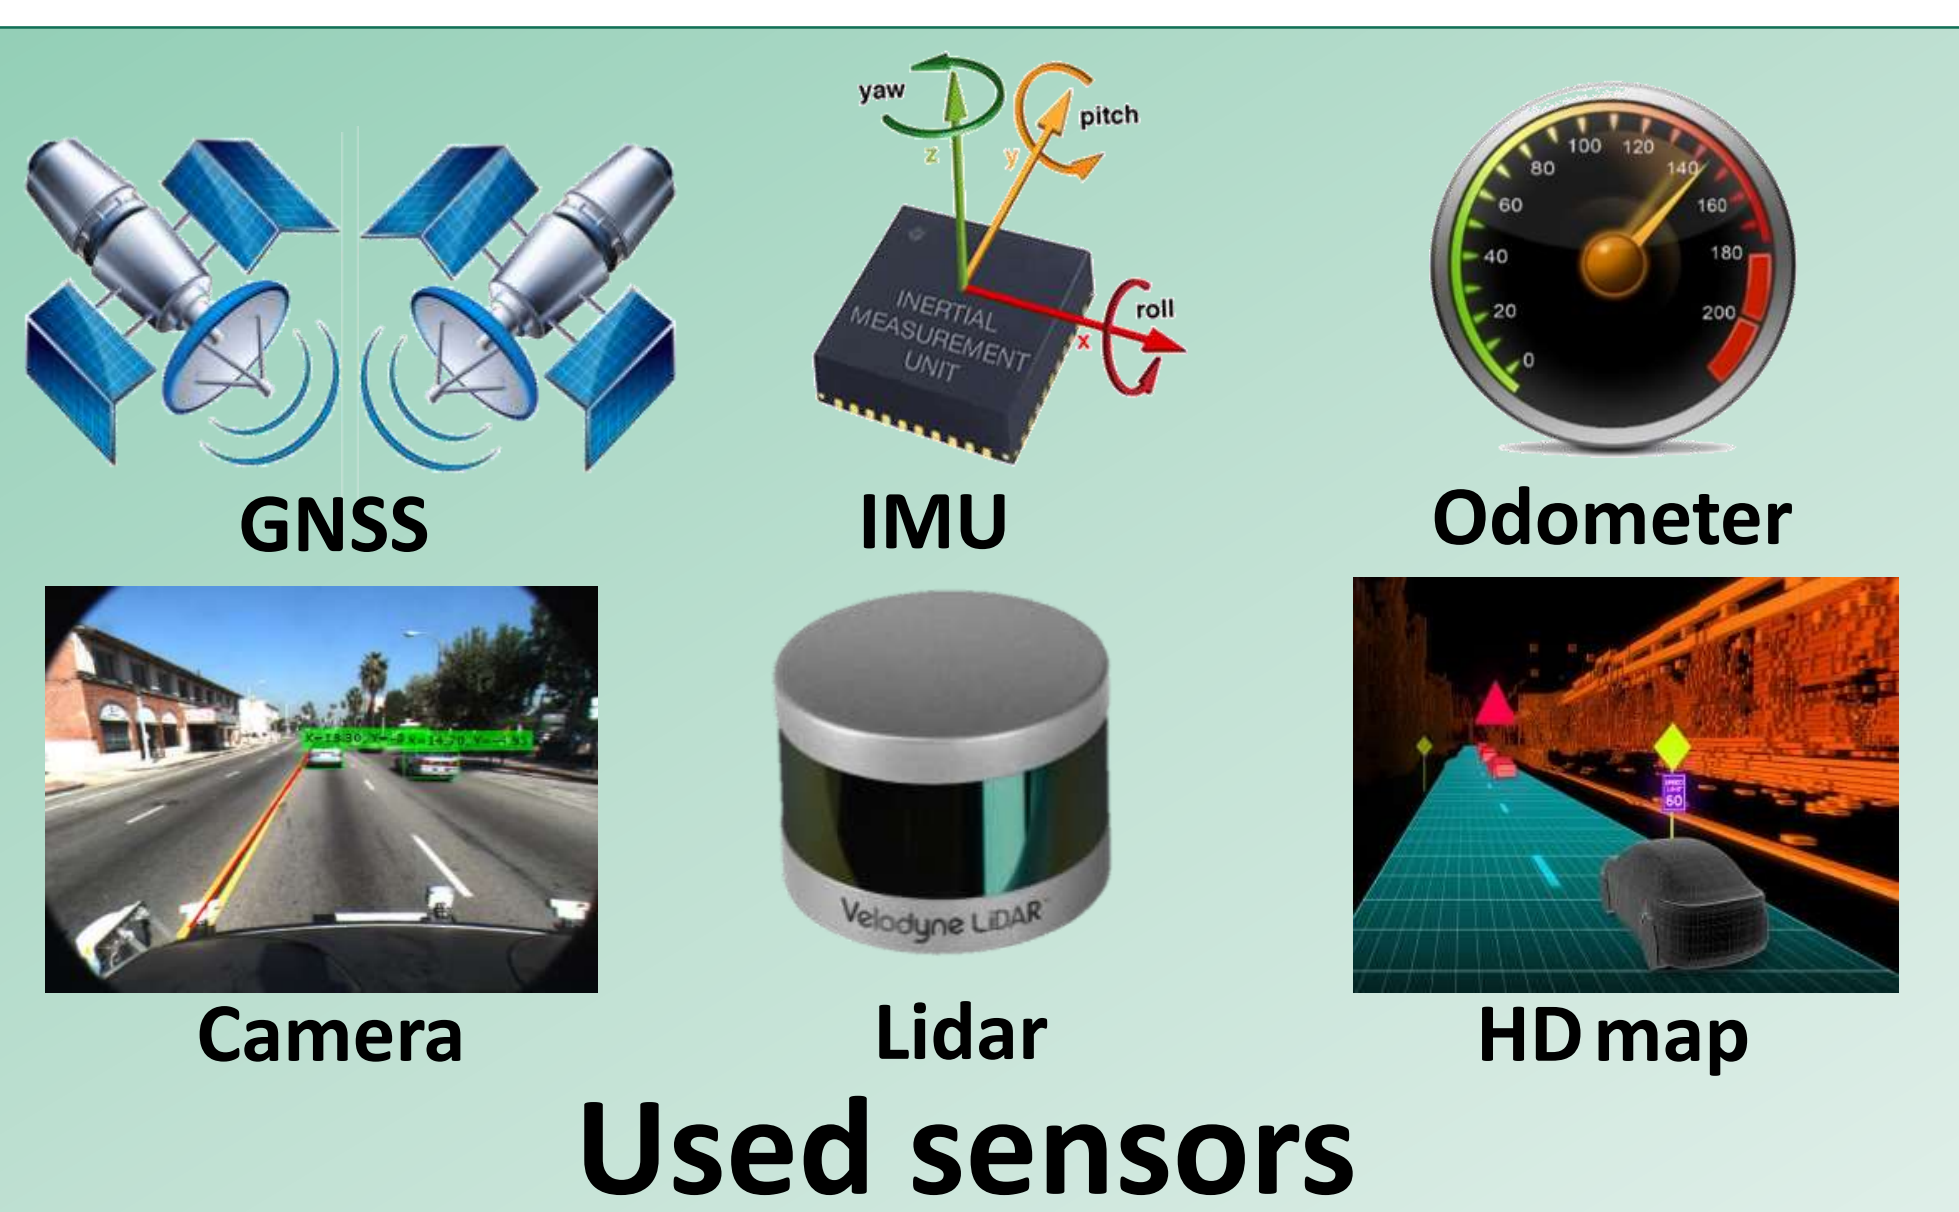 yaw
pitch
z
y
INERTIAL
MEASUREMENT
UNIT
roll
x
0
20
40
60
80
100
120
140
160
180
200
GNSS
IMU
Odometer
Velodyne LiDAR
60
Camera
Lidar
HD map
Used sensors